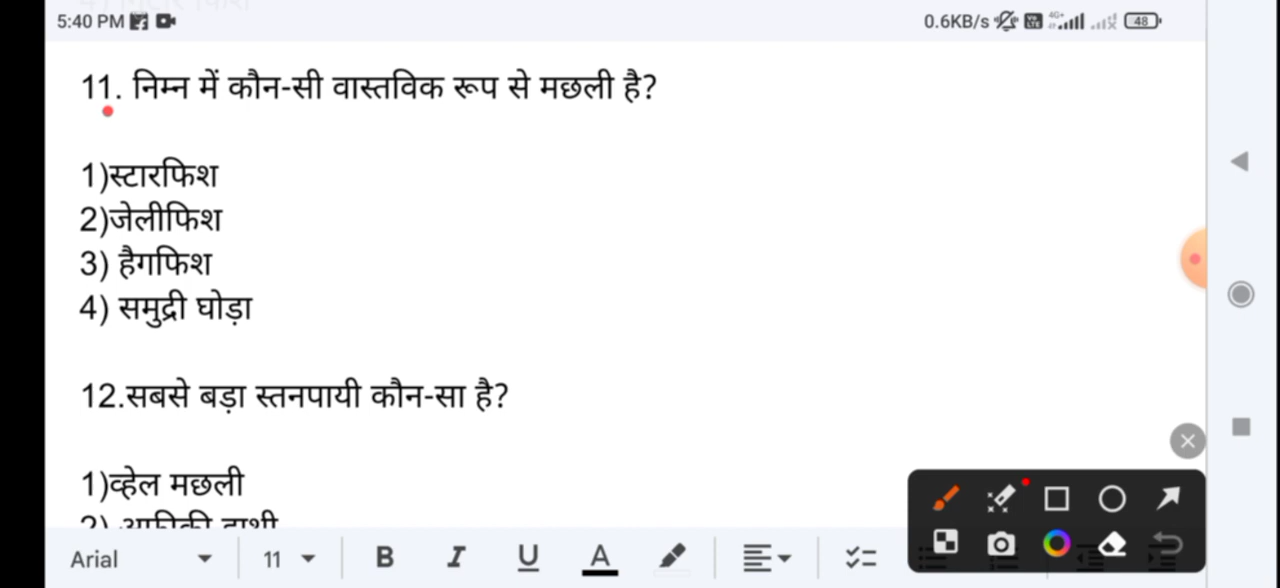 5:40 PM
0.6KB/s 4G+ 48
11. निम्न में कौन-सी वास्तविक रूप से मछली है?
1)स्टारफिश
2)जेलीफिश
3) हैगफिश
4) समुद्री घोड़ा
12.सबसे बड़ा स्तनपायी कौन-सा है?
1)व्हेल मछली
Arial 11 B I U A